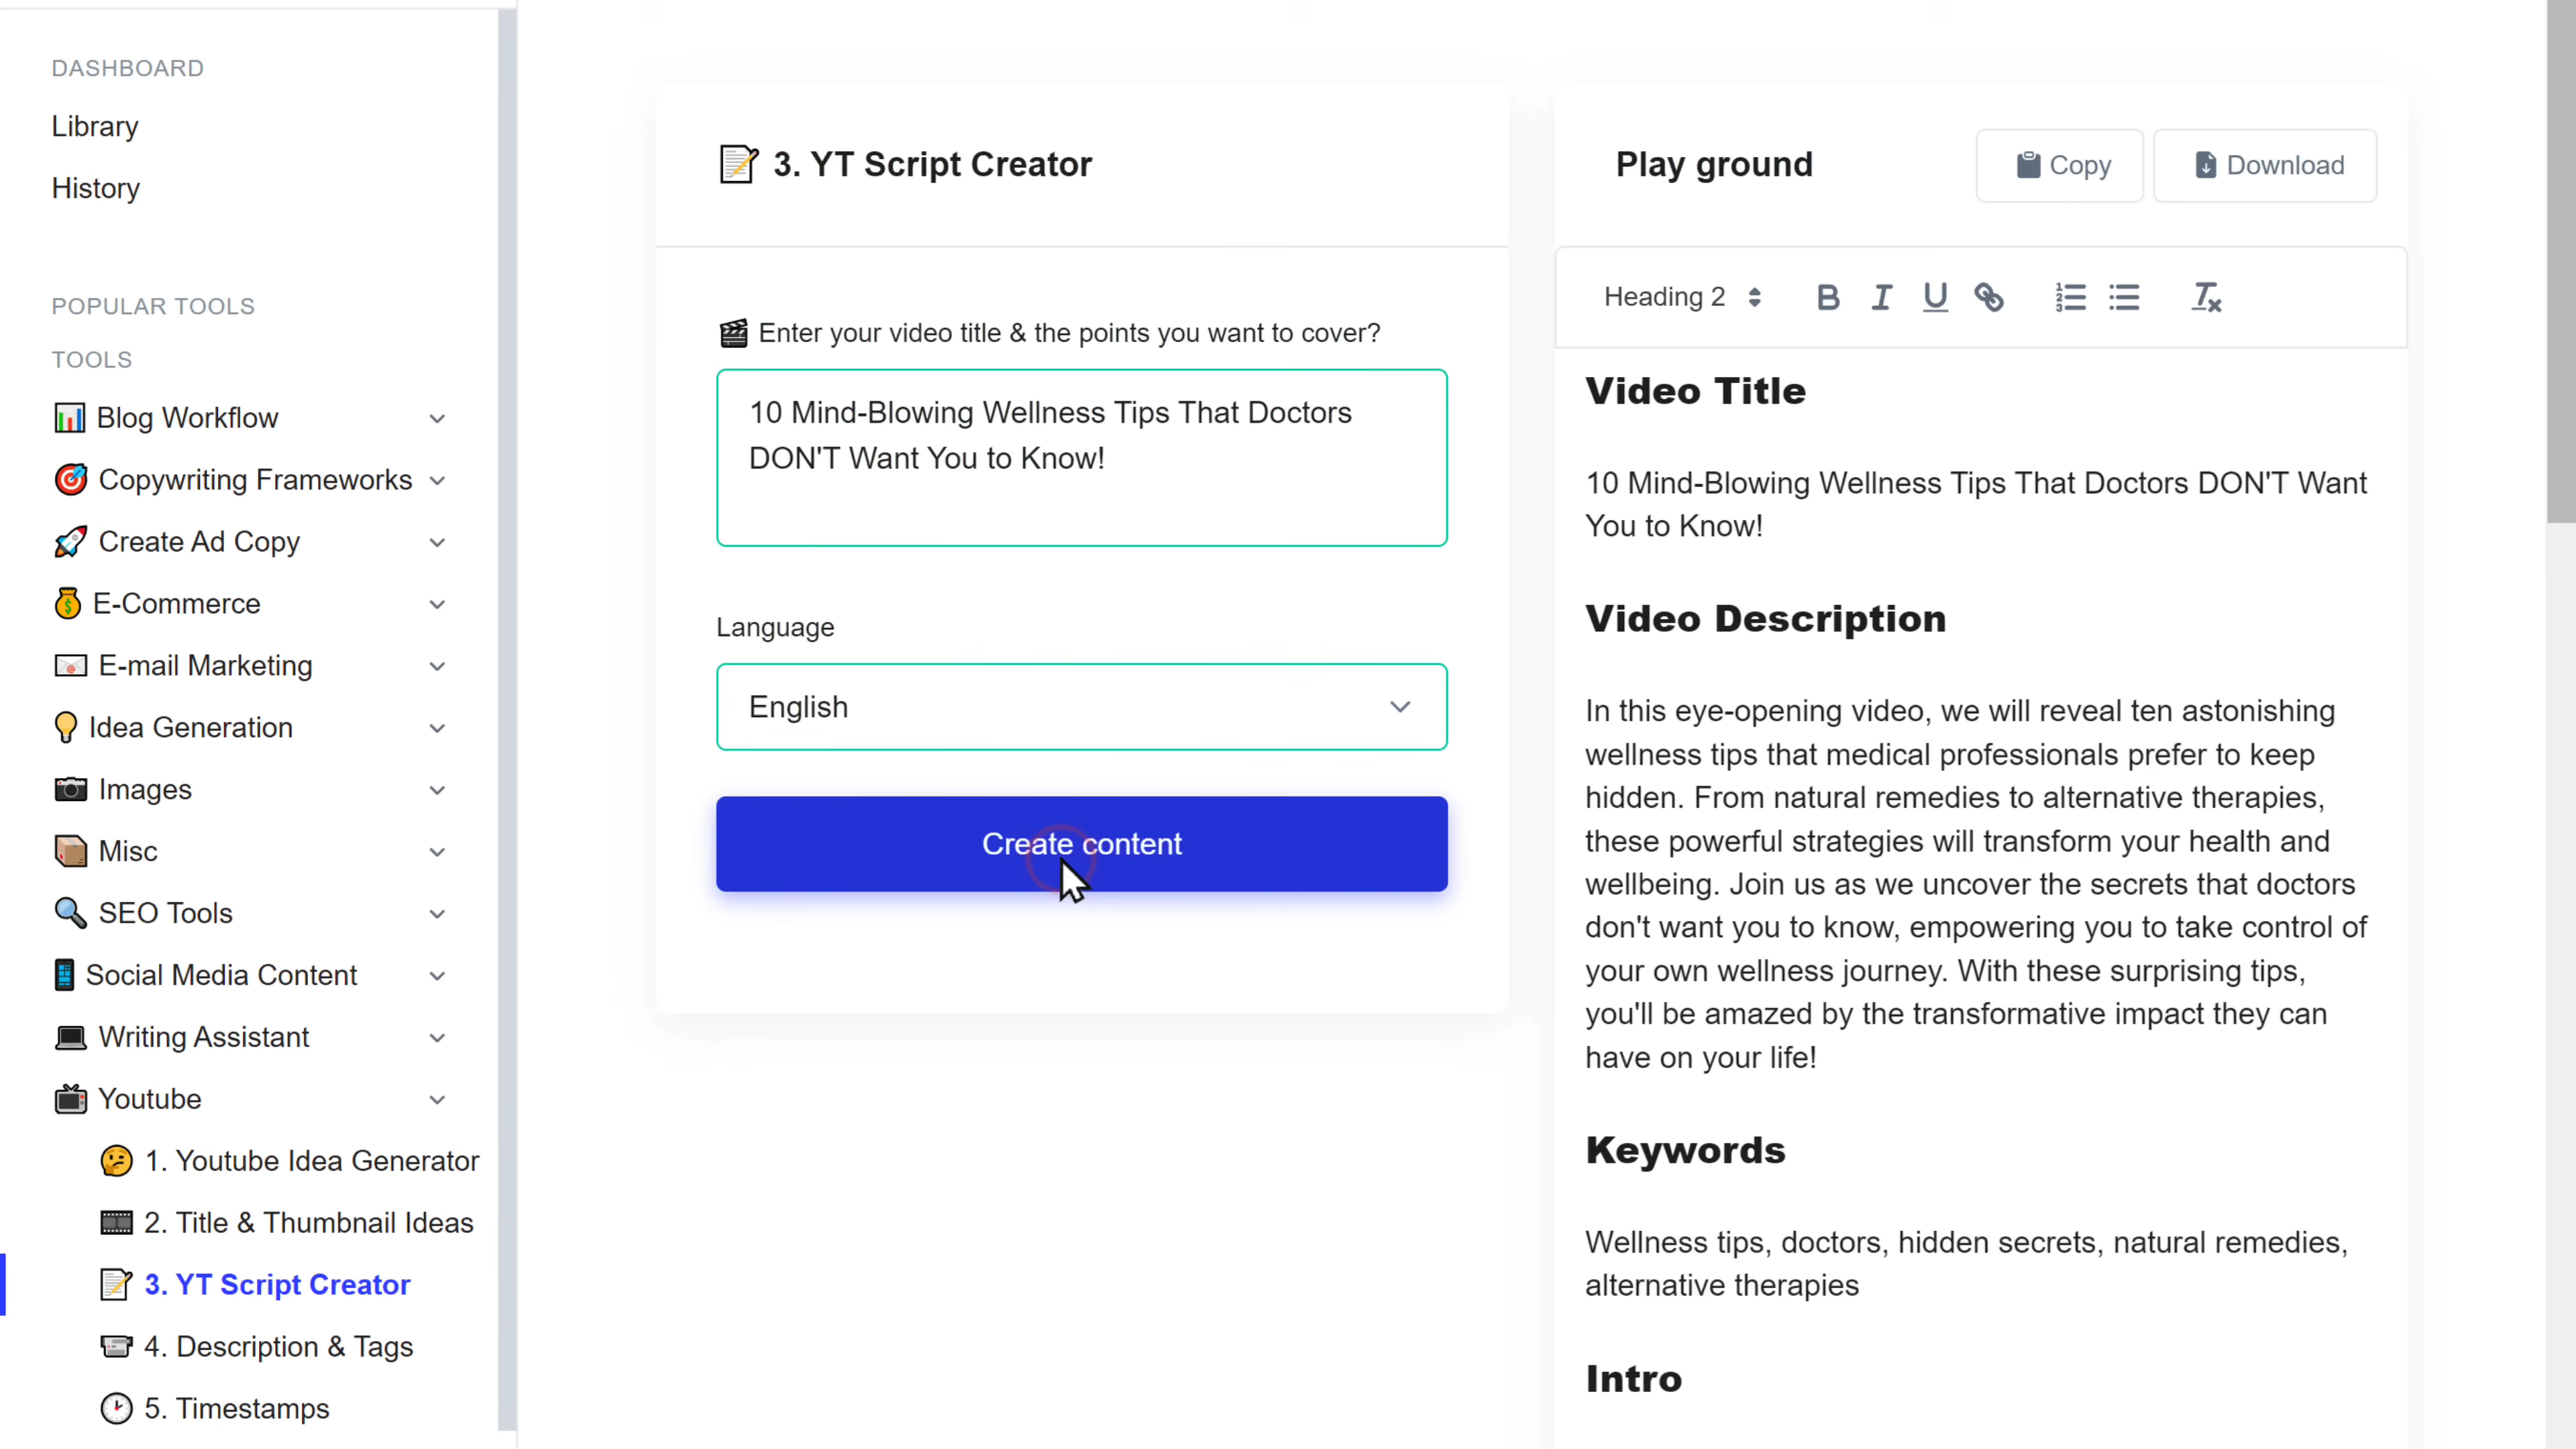 DASHBOARD
Library
History
POPULAR TOOLS
TOOLS
Blog Workflow
Copywriting Frameworks
Create Ad Copy
E-Commerce
E-mail Marketing
Idea Generation
Images
Misc
SEO Tools
Social Media Content
Writing Assistant
Youtube
1. Youtube Idea Generator
2. Title & Thumbnail Ideas
3. YT Script Creator
4. Description & Tags
5. Timestamps
3. YT Script Creator
Enter your video title & the points you want to cover?
10 Mind-Blowing Wellness Tips That Doctors
DON'T Want You to Know!
Language
English
Create content
Play ground
Copy
Download
Heading 2
Video Title
10 Mind-Blowing Wellness Tips That Doctors DON'T Want
You to Know!
Video Description
In this eye-opening video, we will reveal ten astonishing
wellness tips that medical professionals prefer to keep
hidden. From natural remedies to alternative therapies,
these powerful strategies will transform your health and
wellbeing. Join us as we uncover the secrets that doctors
don't want you to know, empowering you to take control of
your own wellness journey. With these surprising tips,
you'll be amazed by the transformative impact they can
have on your life!
Keywords
Wellness tips, doctors, hidden secrets, natural remedies,
alternative therapies
Intro